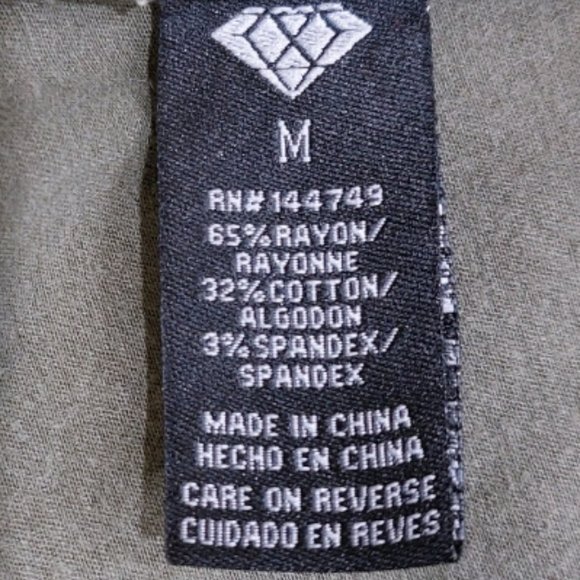 M
RN#144749
65%RAYON/
RAYONNE
32%COTTON/
ALGODON
3%SPANDEX/
SPANDEX
MADE IN CHINA
HECHO EN CHINA
CARE ON REVERSE
CUIDADO EN REVES